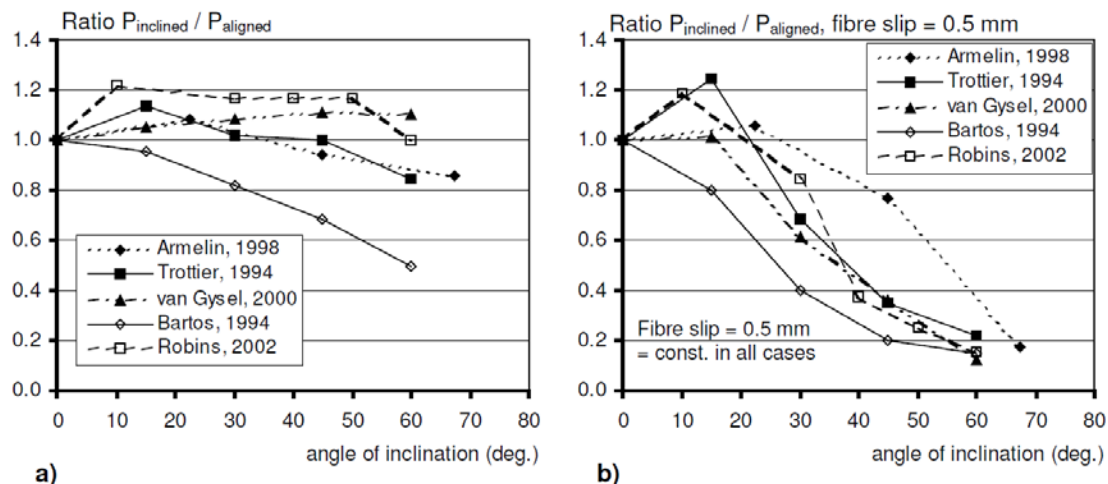 Ratio P inclined / P aligned
1.4
1.2
1.0
0.8
0.6
0.4
0.2
0.0
Armelin, 1998
Trottier, 1994
van Gysel, 2000
Bartos, 1994
Robins, 2002
0 10 20 30 40 50 60 70 80
angle of inclination (deg.)
a)
Ratio P inclined / P aligned, fibre slip = 0.5 mm
1.4
1.2
1.0
0.8
0.6
0.4
0.2
0.0
Armelin, 1998
Trottier, 1994
van Gysel, 2000
Bartos, 1994
Robins, 2002
Fibre slip = 0.5 mm
= const. in all cases
0 10 20 30 40 50 60 70 80
angle of inclination (deg.)
b)